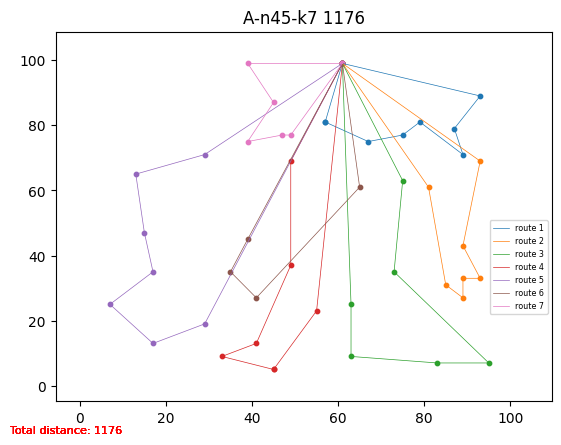 A-n45-k7 1176
100
80
60
40
20
0
route 1
route 2
route 3
route 4
route 5
route 6
route 7
0 20 40 60 80 100
Total distance: 1176